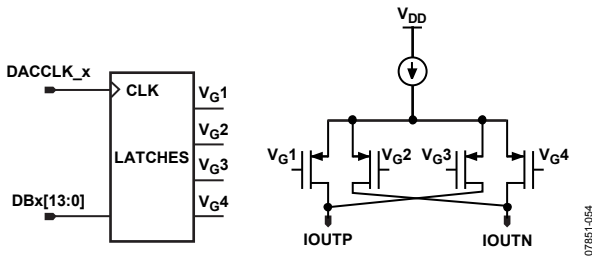 VDD
DACCLK_x
CLK
VG1
VG2
LATCHES
VG3
VG4
DBx[13:0]
VG1
VG2
VG3
VG4
IOUTP
IOUTN
07851-054